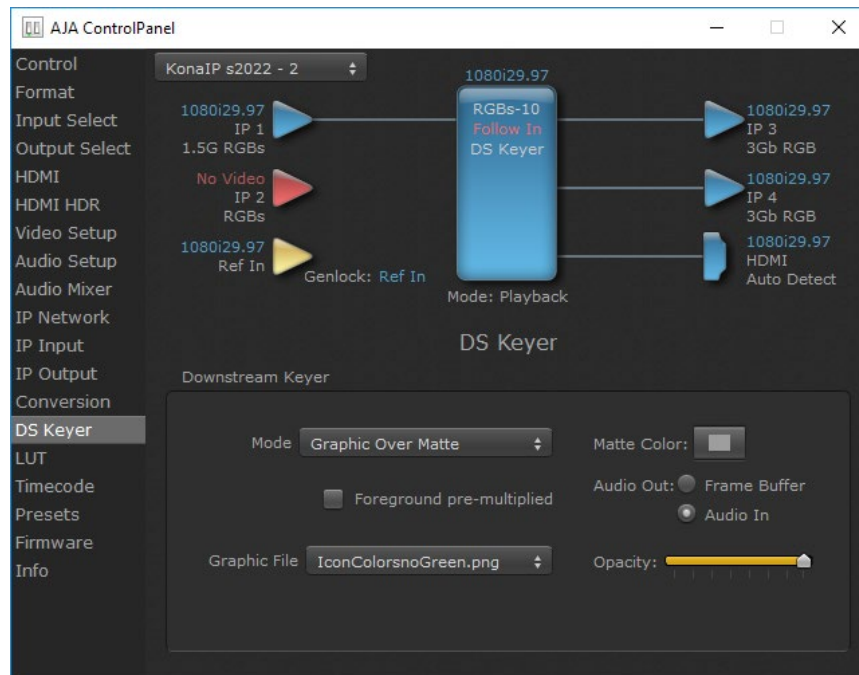 AJA ControlPanel
Control
Format
Input Select
Output Select
HDMI
HDMI HDR
Video Setup
Audio Setup
Audio Mixer
IP Network
IP Input
IP Output
Conversion
DS Keyer
LUT
Timecode
Presets
Firmware
Info
KonaIP s2022 - 2
1080i29.97
IP 1
1.5G RGBs
No Video
IP 2
RGBs
1080i29.97
Ref In
Genlock: Ref In
1080i29.97
RGBs-10
Follow In
DS Keyer
Mode: Playback
1080i29.97
IP 3
3Gb RGB
1080i29.97
IP 4
3Gb RGB
1080i29.97
HDMI
Auto Detect
DS Keyer
Downstream Keyer
Mode Graphic Over Matte
Foreground pre-multiplied
Graphic File IconColorsnoGreen.png
Matte Color:
Audio Out: Frame Buffer
Audio In
Opacity: